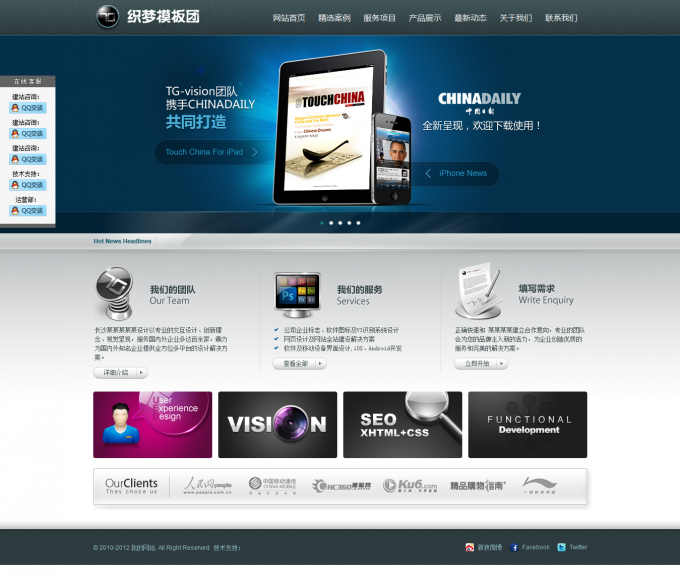 织梦模板团
网站首页 精选案例 服务项目 产品展示 最新动态 关于我们 联系我们
在线客服
建站咨询:
QQ交谈
建站咨询:
QQ交谈
建站咨询:
QQ交谈
技术支持:
QQ交谈
运营部:
QQ交谈
TG-vision团队
携手CHINADAILY
共同打造
Touch China For iPad
TOUCHCHINA
CHINADAILY
中国日报
全新呈现，欢迎下载使用！
iPhone News
Hot News Headlines
我们的团队
Our Team
长沙某某某某某设计以专业的交互设计、创新理
念、视觉呈现，服务国内外企业多达百余家，鼎力
为国内外知名企业提供全方位多平台的设计解决方
案。
详细介绍
我们的服务
Services
公司企业标志、软件图标及VI识别系统设计
网页设计及网站全站建设解决方案
软件及移动设备界面设计, iOS、Android开发
查看全部
填写需求
Write Enquiry
正确快速和 某某某某建立合作意向，专业的团队
会为您的品牌注入新的活力，为企业创造优质的
服务和完美的解决方案。
立即开始
User
Experience
Design
VISION
SEO
XHTML+CSS
FUNCTIONAL
Development
OurClients
They chose us
人民网 people
www.people.com.cn
中国移动通信
CHINA MOBILE
HC360慧聪网
Ku6.com
精品購物指南
© 2010-2012 我的网站. All Right Reserved. 技术支持:
新浪微博 Facebook Twitter